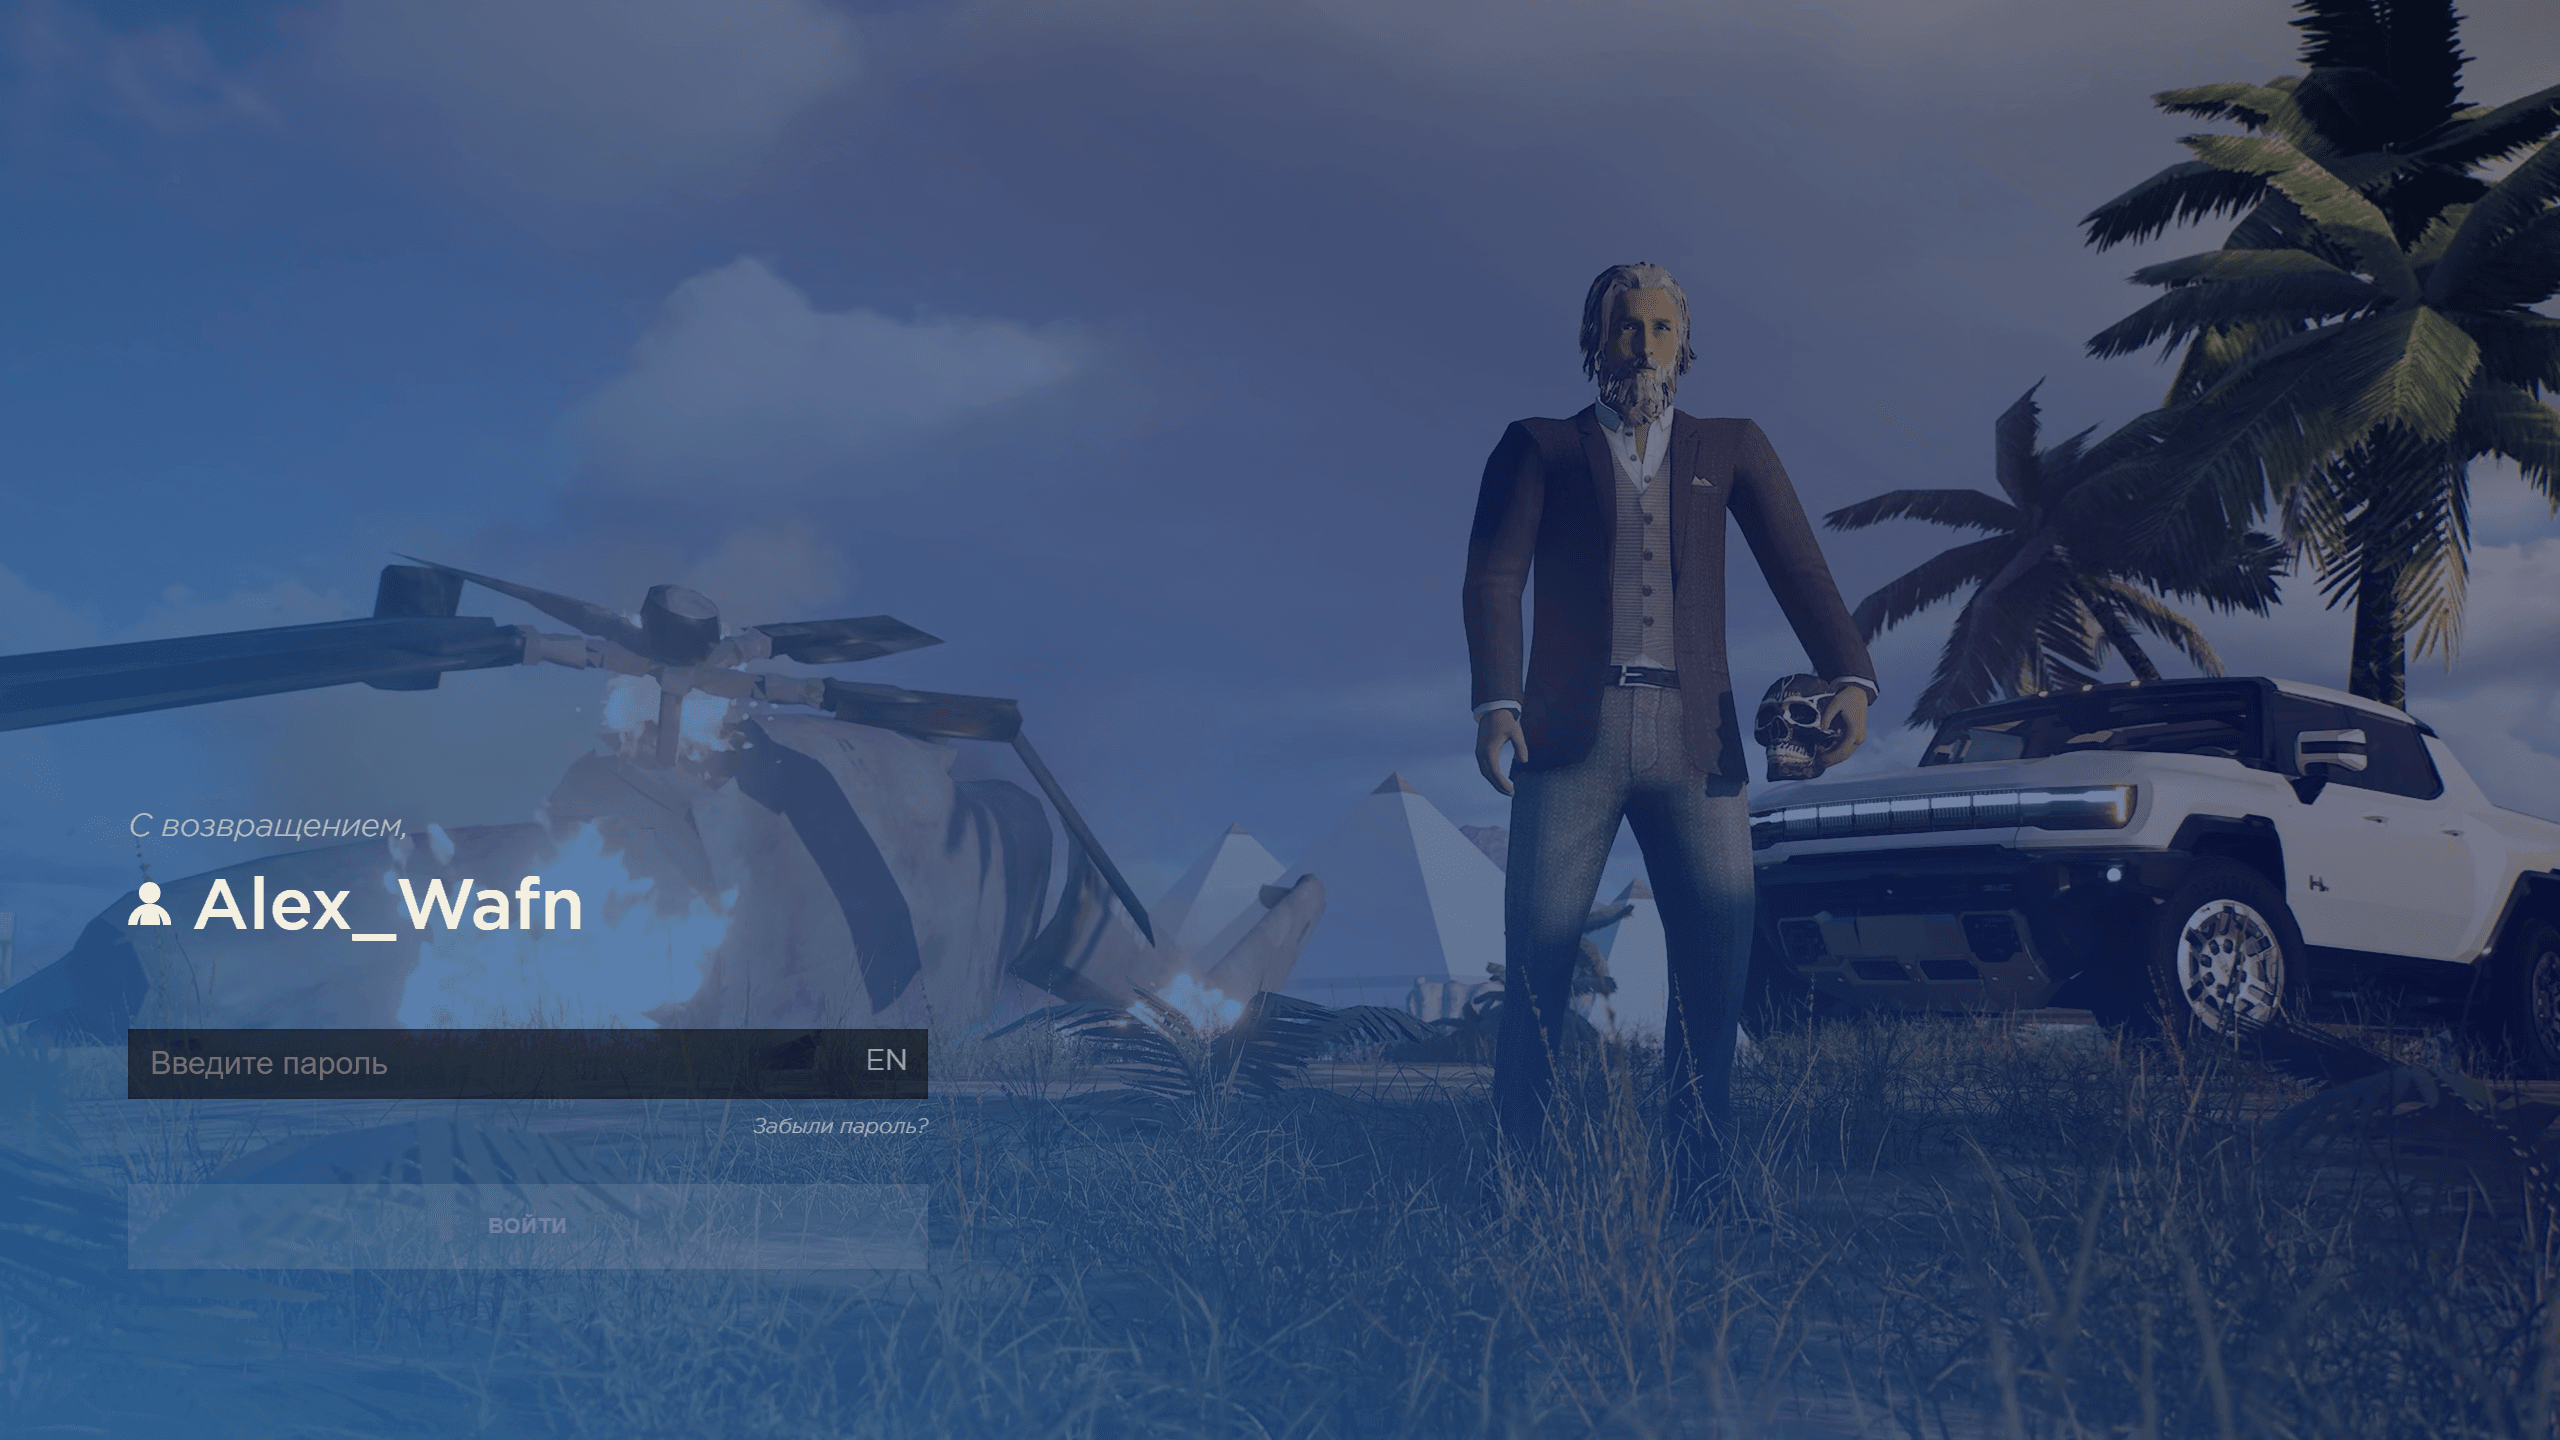 С возвращением,
Alex_Wafn
Введите пароль
EN
Забыли пароль?
ВОЙТИ